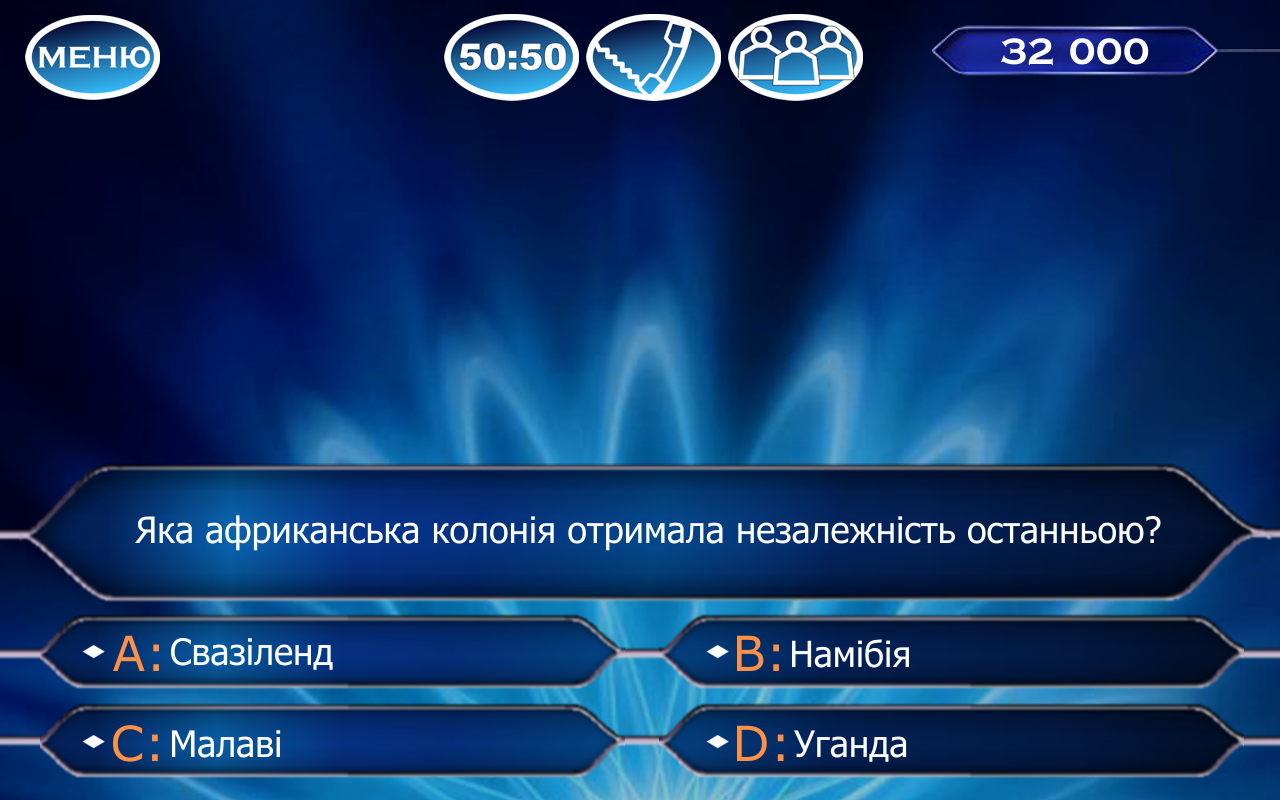 МЕНЮ
50:50
32 000
Яка африканська колонія отримала незалежність останньою?
A: Свазіленд
B: Намібія
C: Малаві
D: Уганда